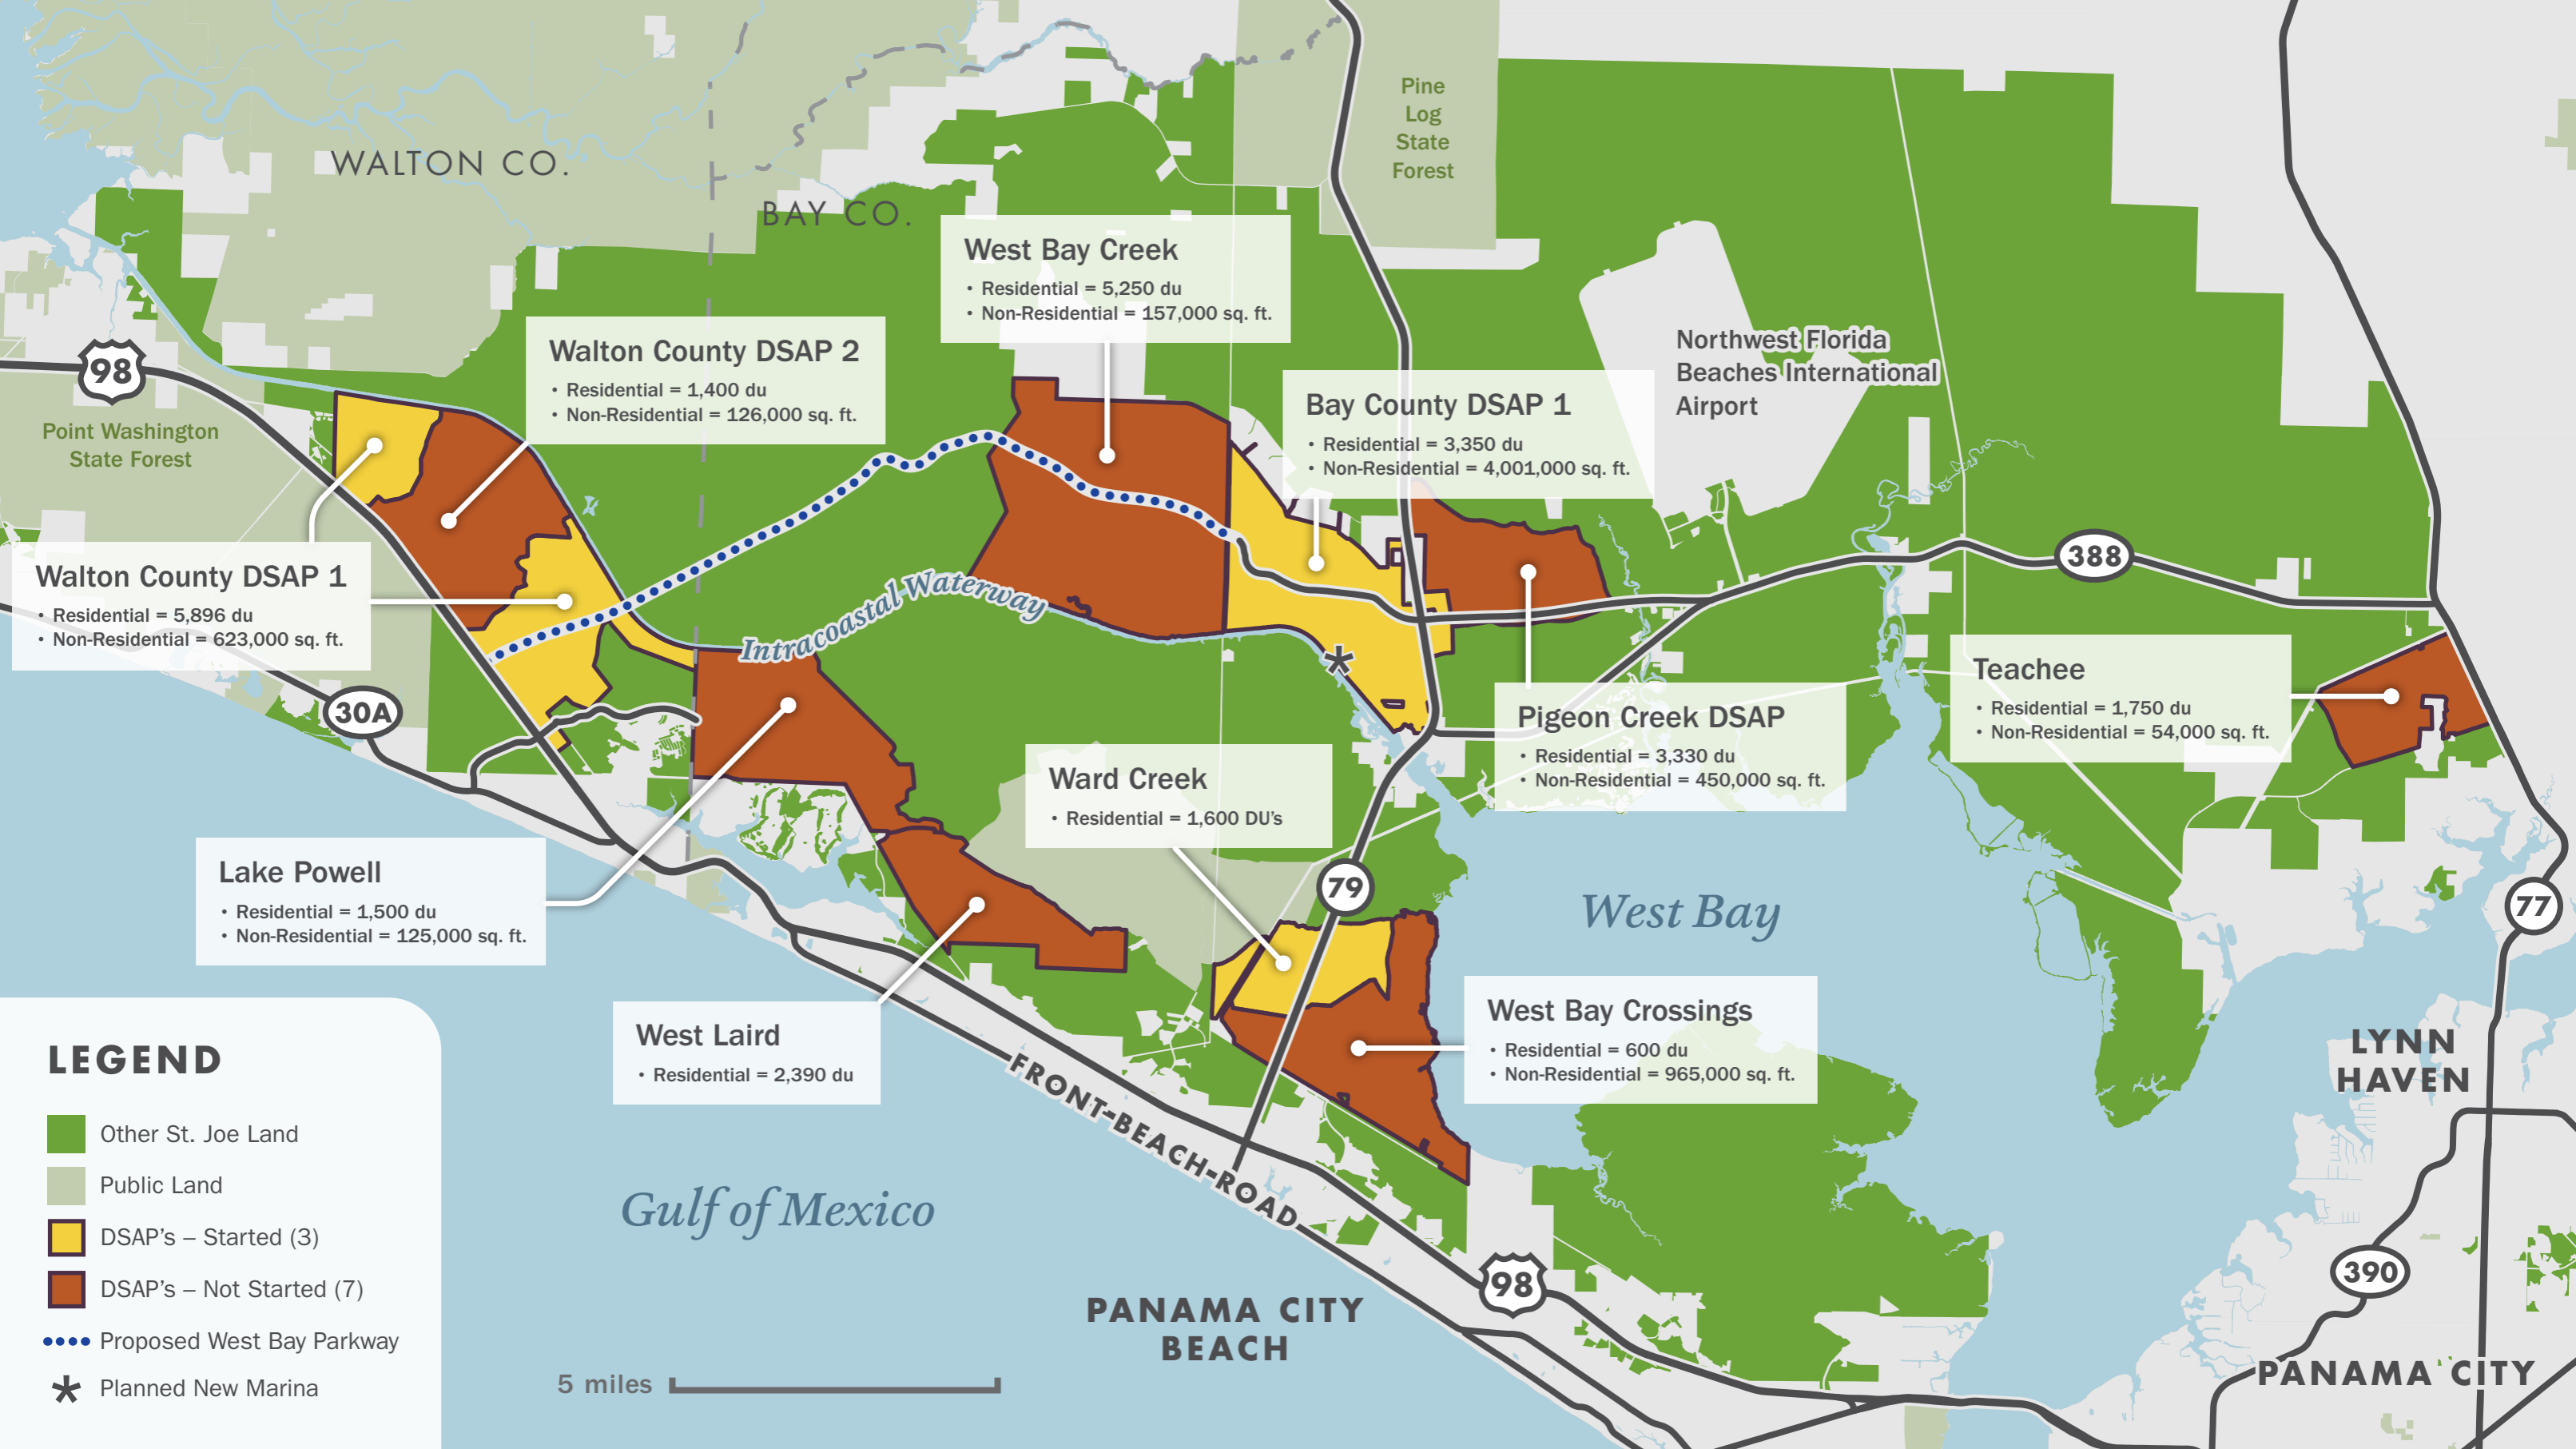 WALTON CO.
BAY CO.
Pine
Log
State
Forest
West Bay Creek
• Residential = 5,250 du
• Non-Residential = 157,000 sq. ft.
Walton County DSAP 2
• Residential = 1,400 du
• Non-Residential = 126,000 sq. ft.
Northwest Florida
Beaches International
Airport
Bay County DSAP 1
• Residential = 3,350 du
• Non-Residential = 4,001,000 sq. ft.
98
Point Washington
State Forest
Walton County DSAP 1
• Residential = 5,896 du
• Non-Residential = 623,000 sq. ft.
388
Intracoastal Waterway
30A
Teachee
• Residential = 1,750 du
• Non-Residential = 54,000 sq. ft.
Pigeon Creek DSAP
• Residential = 3,330 du
• Non-Residential = 450,000 sq. ft.
Ward Creek
• Residential = 1,600 DU's
Lake Powell
• Residential = 1,500 du
• Non-Residential = 125,000 sq. ft.
79
West Bay
77
West Laird
• Residential = 2,390 du
West Bay Crossings
• Residential = 600 du
• Non-Residential = 965,000 sq. ft.
LYNN
HAVEN
FRONT-BEACH-ROAD
Gulf of Mexico
98
390
PANAMA CITY
BEACH
PANAMA CITY
5 miles
LEGEND
Other St. Joe Land
Public Land
DSAP's – Started (3)
DSAP's – Not Started (7)
Proposed West Bay Parkway
* Planned New Marina